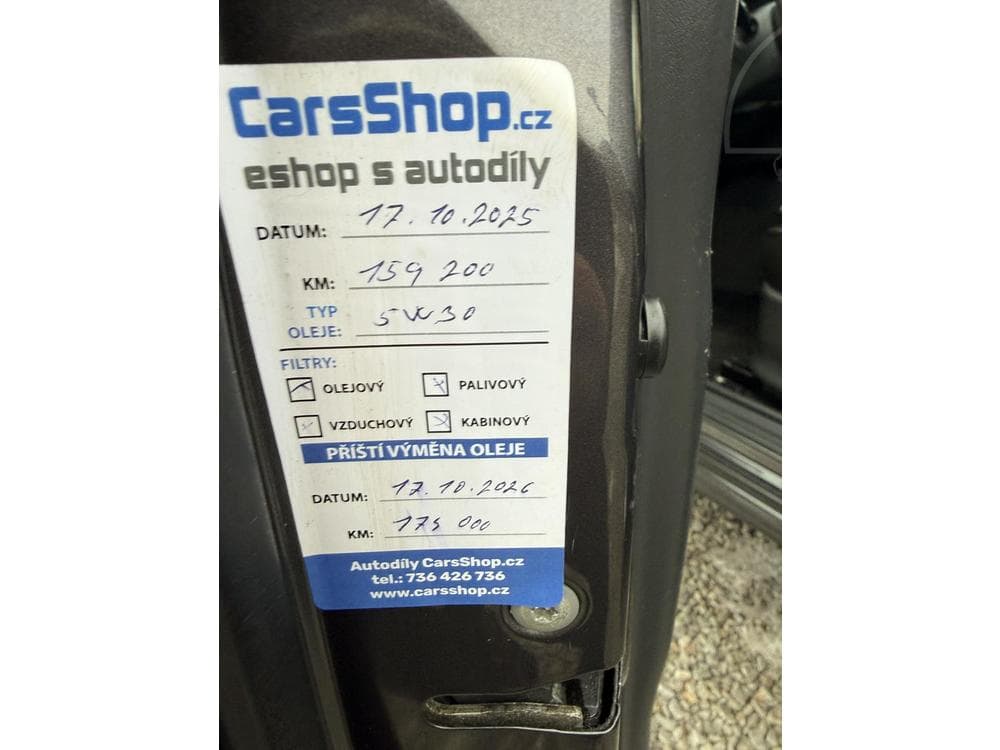 CarsShop.cz
eshop s autodíly
DATUM: 17.10.2025
KM: 159 200
TYP
OLEJE: 5W30
FILTRY:
OLEJOVÝ PALIVOVÝ
VZDUCHOVÝ KABINOVÝ
PŘÍŠTÍ VÝMĚNA OLEJE
DATUM: 17.10.2026
KM: 175 000
Autodíly CarsShop.cz
tel.: 736 426 736
www.carsshop.cz